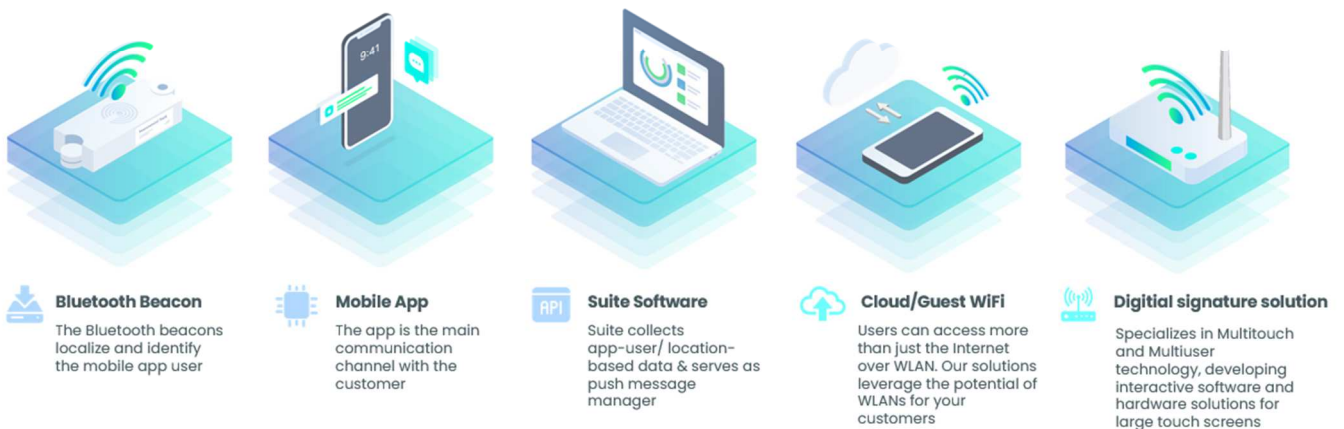 9:41
API
Bluetooth Beacon
The Bluetooth beacons
localize and identify
the mobile app user
Mobile App
The app is the main
communication
channel with the
customer
Suite Software
Suite collects
app-user/ location-
based data & serves as
push message
manager
Cloud/Guest WiFi
Users can access more
than just the Internet
over WLAN. Our solutions
leverage the potential of
WLANs for your
customers
Digitial signature solution
Specializes in Multitouch
and Multiuser
technology, developing
interactive software and
hardware solutions for
large touch screens